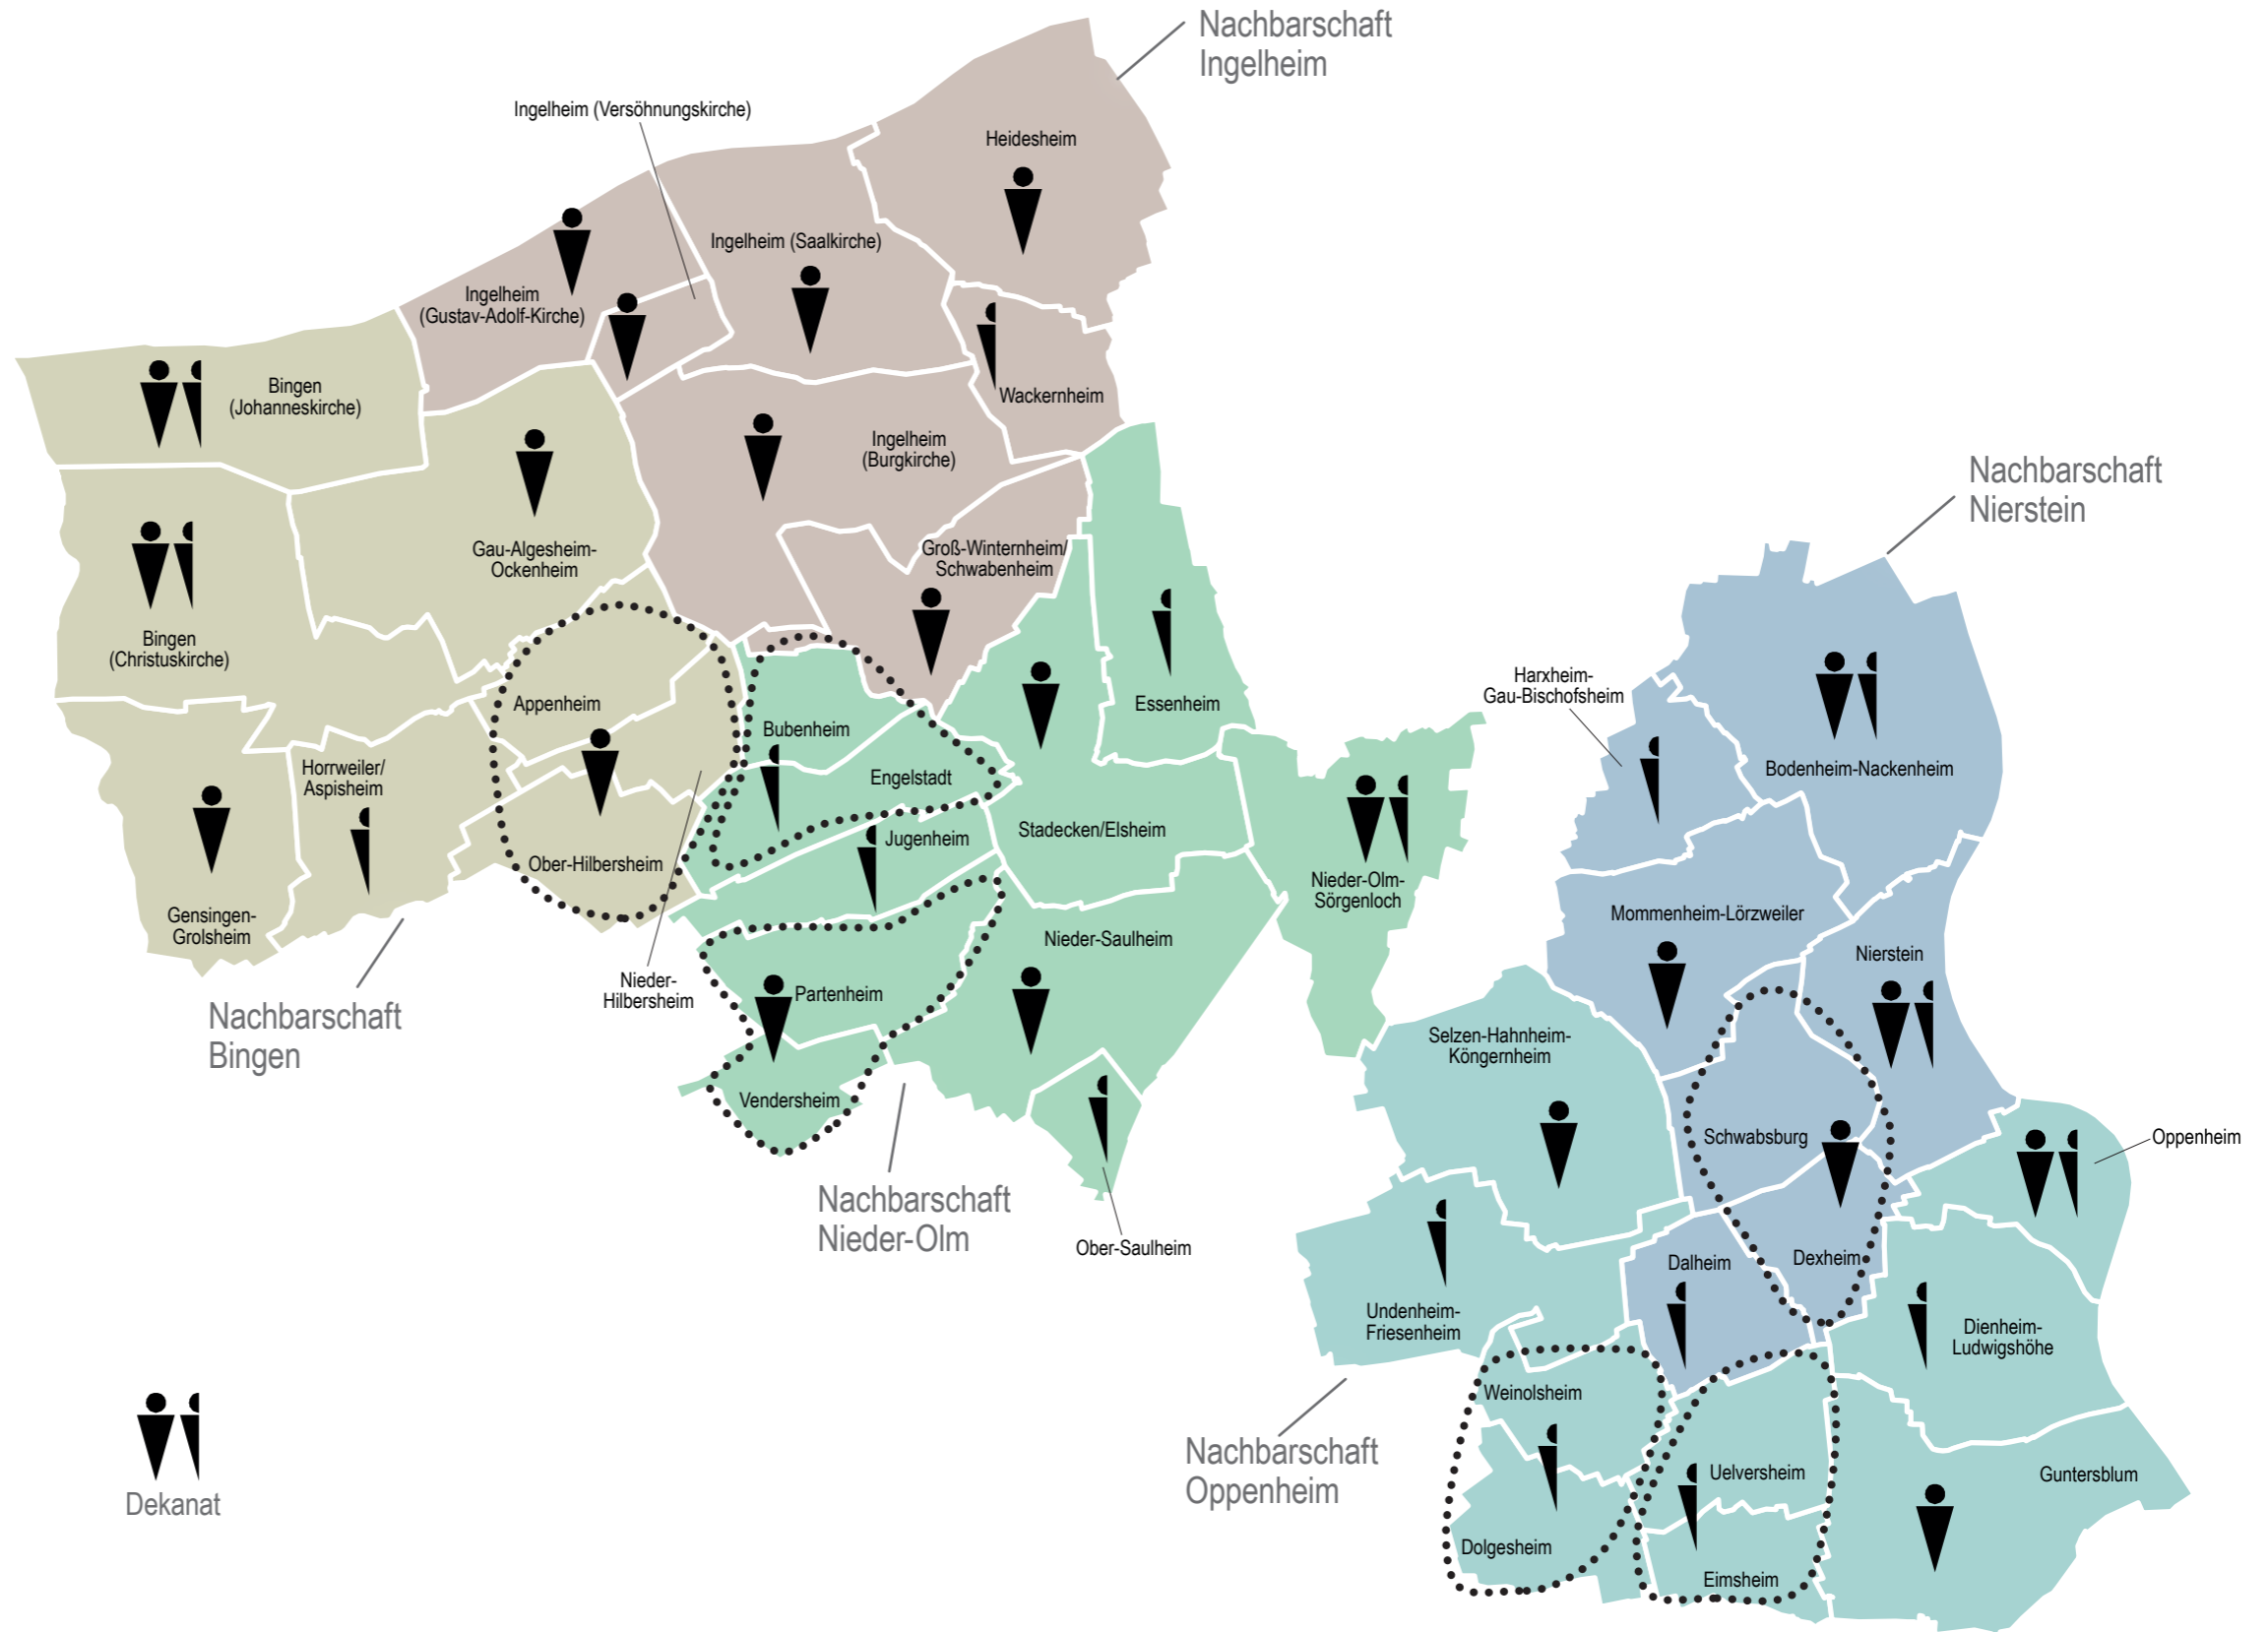 Nachbarschaft
Ingelheim
Ingelheim (Versöhnungskirche)
Heidesheim
Ingelheim (Saalkirche)
Ingelheim
(Gustav-Adolf-Kirche)
Bingen
(Johanneskirche)
Wackernheim
Ingelheim
(Burgkirche)
Nachbarschaft
Nierstein
Gau-Algesheim-
Ockenheim
Groß-Winternheim/
Schwabenheim
Bingen
(Christuskirche)
Harxheim-
Gau-Bischofsheim
Appenheim
Essenheim
Bubenheim
Bodenheim-Nackenheim
Horrweiler/
Aspisheim
Engelstadt
Stadecken/Elsheim
Jugenheim
Ober-Hilbersheim
Nieder-Olm-
Sörgenloch
Gensingen-
Grolsheim
Mommenheim-Lörzweiler
Nieder-Saulheim
Nierstein
Nieder-
Hilbersheim
Partenheim
Nachbarschaft
Bingen
Selzen-Hahnheim-
Köngernheim
Vendersheim
Schwabsburg
Oppenheim
Nachbarschaft
Nieder-Olm
Ober-Saulheim
Dalheim
Dexheim
Undenheim-
Friesenheim
Dienheim-
Ludwigshöhe
Weinolsheim
Nachbarschaft
Oppenheim
Uelversheim
Guntersblum
Dekanat
Dolgesheim
Eimsheim